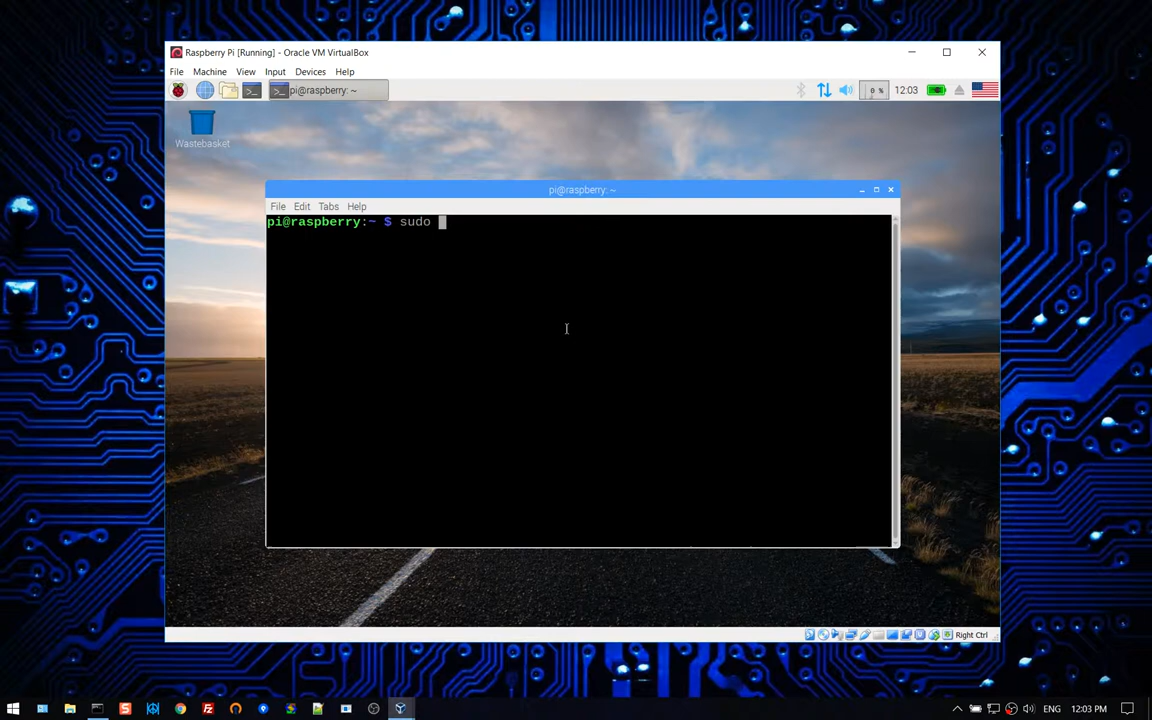 Raspberry Pi [Running] - Oracle VM VirtualBox
File Machine View Input Devices Help
pi@raspberry: ~ 0 % 12:03
Wastebasket
pi@raspberry: ~
File Edit Tabs Help
pi@raspberry:~ $ sudo
Right Ctrl
ENG 12:03 PM